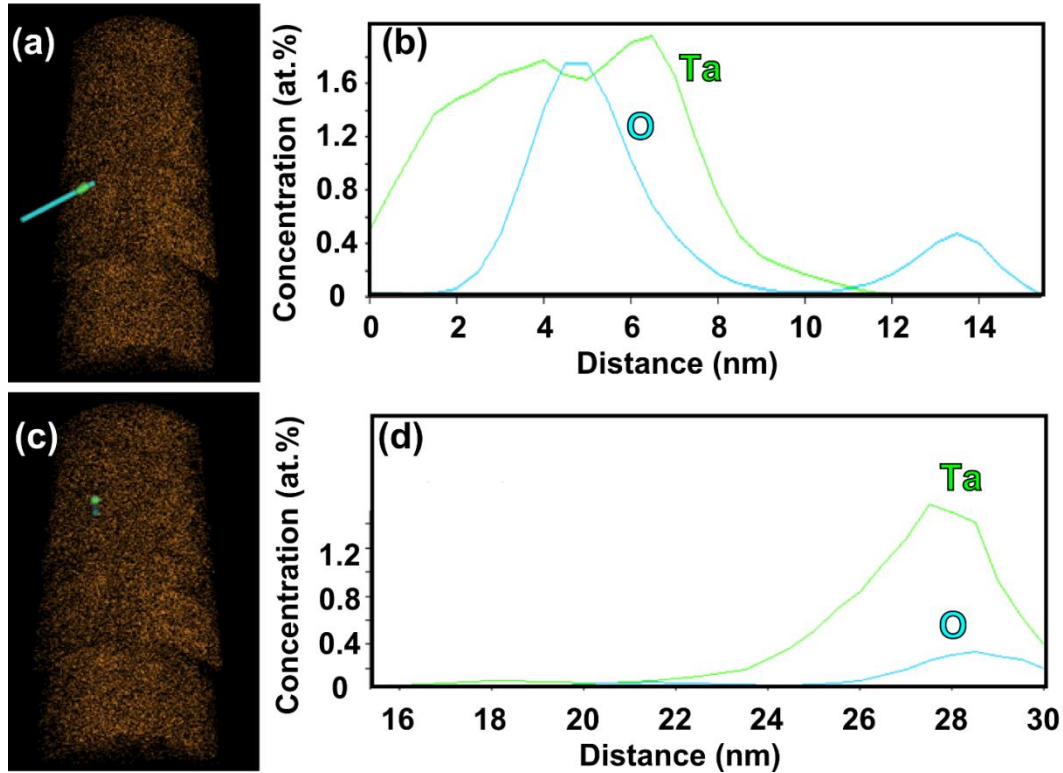 (a)
(b)
Concentration (at.%)
1.6
1.2
0.8
0.4
0
Ta
O
0 2 4 6 8 10 12 14
Distance (nm)
(c)
(d)
Concentration (at.%)
1.2
0.8
0.4
0
Ta
O
16 18 20 22 24 26 28 30
Distance (nm)